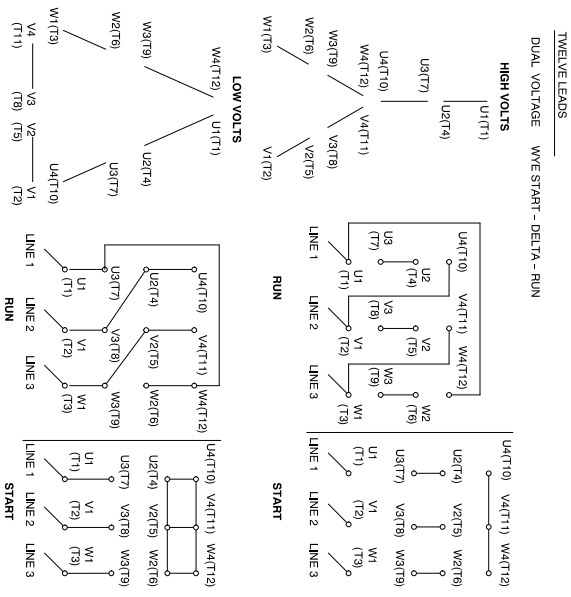 TWELVE LEADS
DUAL VOLTAGE WYE START – DELTA – RUN
HIGH VOLTS
U1(T1)
U2(T4)
U3(T7)
U4(T10)
W4(T12)
V4(T11)
W3(T9)
V3(T8)
W2(T6)
V2(T5)
W1(T3)
V1(T2)
U4(T10) V4(T11) W4(T12)
U2 (T4) V2 (T5) W2 (T6)
U3 (T7) V3 (T8) W3 (T9)
U1 (T1) V1 (T2) W1 (T3)
LINE 1 LINE 2 LINE 3
RUN
U4(T10) V4(T11) W4(T12)
U2(T4) V2(T5) W2(T6)
U3(T7) V3(T8) W3(T9)
U1 (T1) V1 (T2) W1 (T3)
LINE 1 LINE 2 LINE 3
START
LOW VOLTS
W4(T12) U1(T1)
W3(T9) U2(T4)
W2(T6) U3(T7)
W1(T3) U4(T10)
V4 (T11) V3 (T8) V2 (T5) V1 (T2)
U4(T10) V4(T11) W4(T12)
U2(T4) V2(T5) W2(T6)
U3(T7) V3(T8) W3(T9)
U1 (T1) V1 (T2) W1 (T3)
LINE 1 LINE 2 LINE 3
RUN
U4(T10) V4(T11) W4(T12)
U2(T4) V2(T5) W2(T6)
U3(T7) V3(T8) W3(T9)
U1 (T1) V1 (T2) W1 (T3)
LINE 1 LINE 2 LINE 3
START